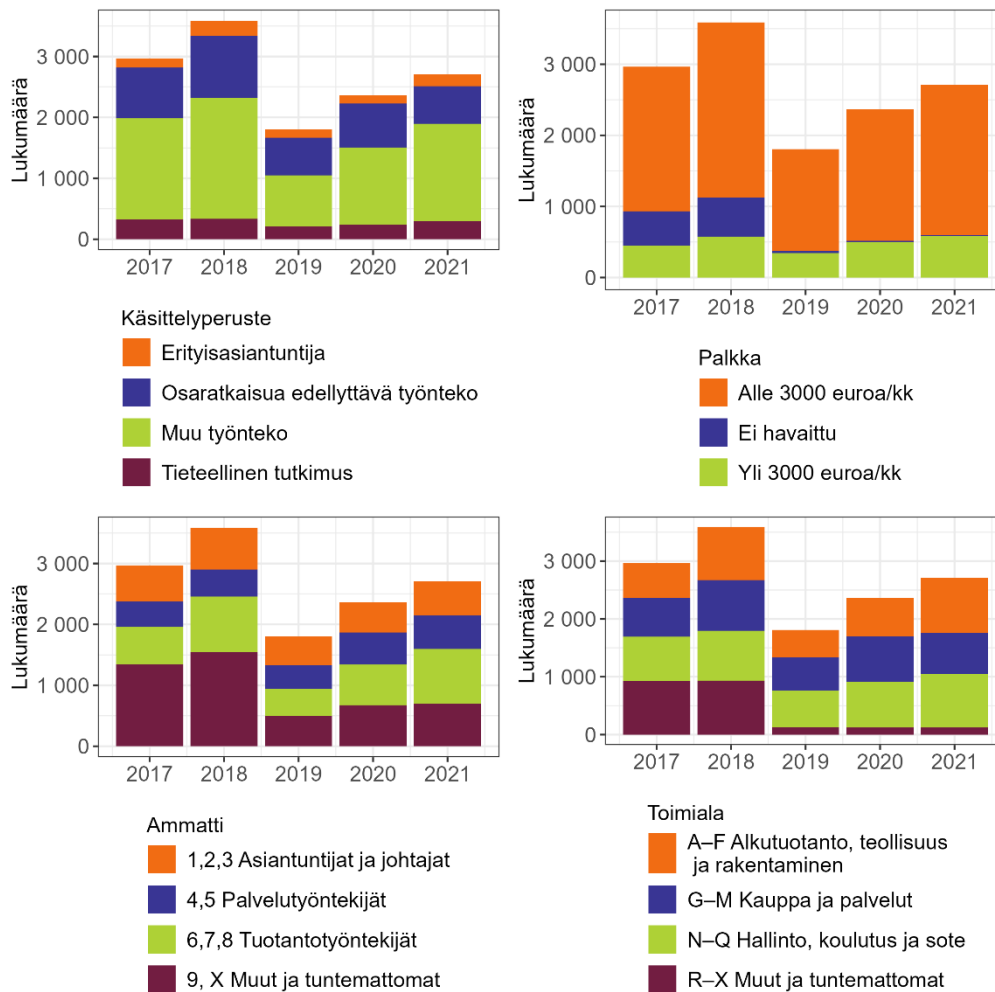 Lukumäärä
3 000
2 000
1 000
0
2017 2018 2019 2020 2021
Käsittelyperuste
Erityisasiantuntija
Osaratkaisua edellyttävä työnteko
Muu työnteko
Tieteellinen tutkimus
Lukumäärä
3 000
2 000
1 000
0
2017 2018 2019 2020 2021
Palkka
Alle 3000 euroa/kk
Ei havaittu
Yli 3000 euroa/kk
Lukumäärä
3 000
2 000
1 000
0
2017 2018 2019 2020 2021
Ammatti
1,2,3 Asiantuntijat ja johtajat
4,5 Palvelutyöntekijät
6,7,8 Tuotantotyöntekijät
9, X Muut ja tuntemattomat
Lukumäärä
3 000
2 000
1 000
0
2017 2018 2019 2020 2021
Toimiala
A–F Alkutuotanto, teollisuus
ja rakentaminen
G–M Kauppa ja palvelut
N–Q Hallinto, koulutus ja sote
R–X Muut ja tuntemattomat